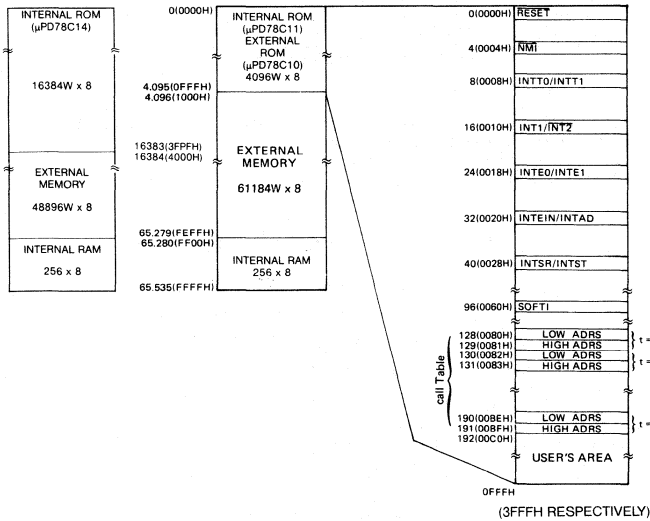 INTERNAL ROM
(µPD78C14)
16384W x 8
EXTERNAL
MEMORY
48896W x 8
INTERNAL RAM
256 x 8
0(0000H)
4.095(0FFFH)
4.096(1000H)
16383(3FPFH)
16384(4000H)
65.279(FEFFH)
65.280(FF00H)
65.535(FFFFH)
INTERNAL ROM
(µPD78C11)
EXTERNAL
ROM
(µPD78C10)
4096W x 8
EXTERNAL
MEMORY
61184W x 8
INTERNAL RAM
256 x 8
0(0000H) RESET
4(0004H) NMI
8(0008H) INTT0/INTT1
16(0010H) INT1/INT2
24(0018H) INTE0/INTE1
32(0020H) INTEIN/INTAD
40(0028H) INTSR/INTST
96(0060H) SOFTI
call Table
128(0080H) LOW ADRS
129(0081H) HIGH ADRS
} t =
130(0082H) LOW ADRS
131(0083H) HIGH ADRS
} t =
190(00BEH) LOW ADRS
191(00BFH) HIGH ADRS
} t =
192(00C0H)
USER'S AREA
0FFFH
(3FFFH RESPECTIVELY)